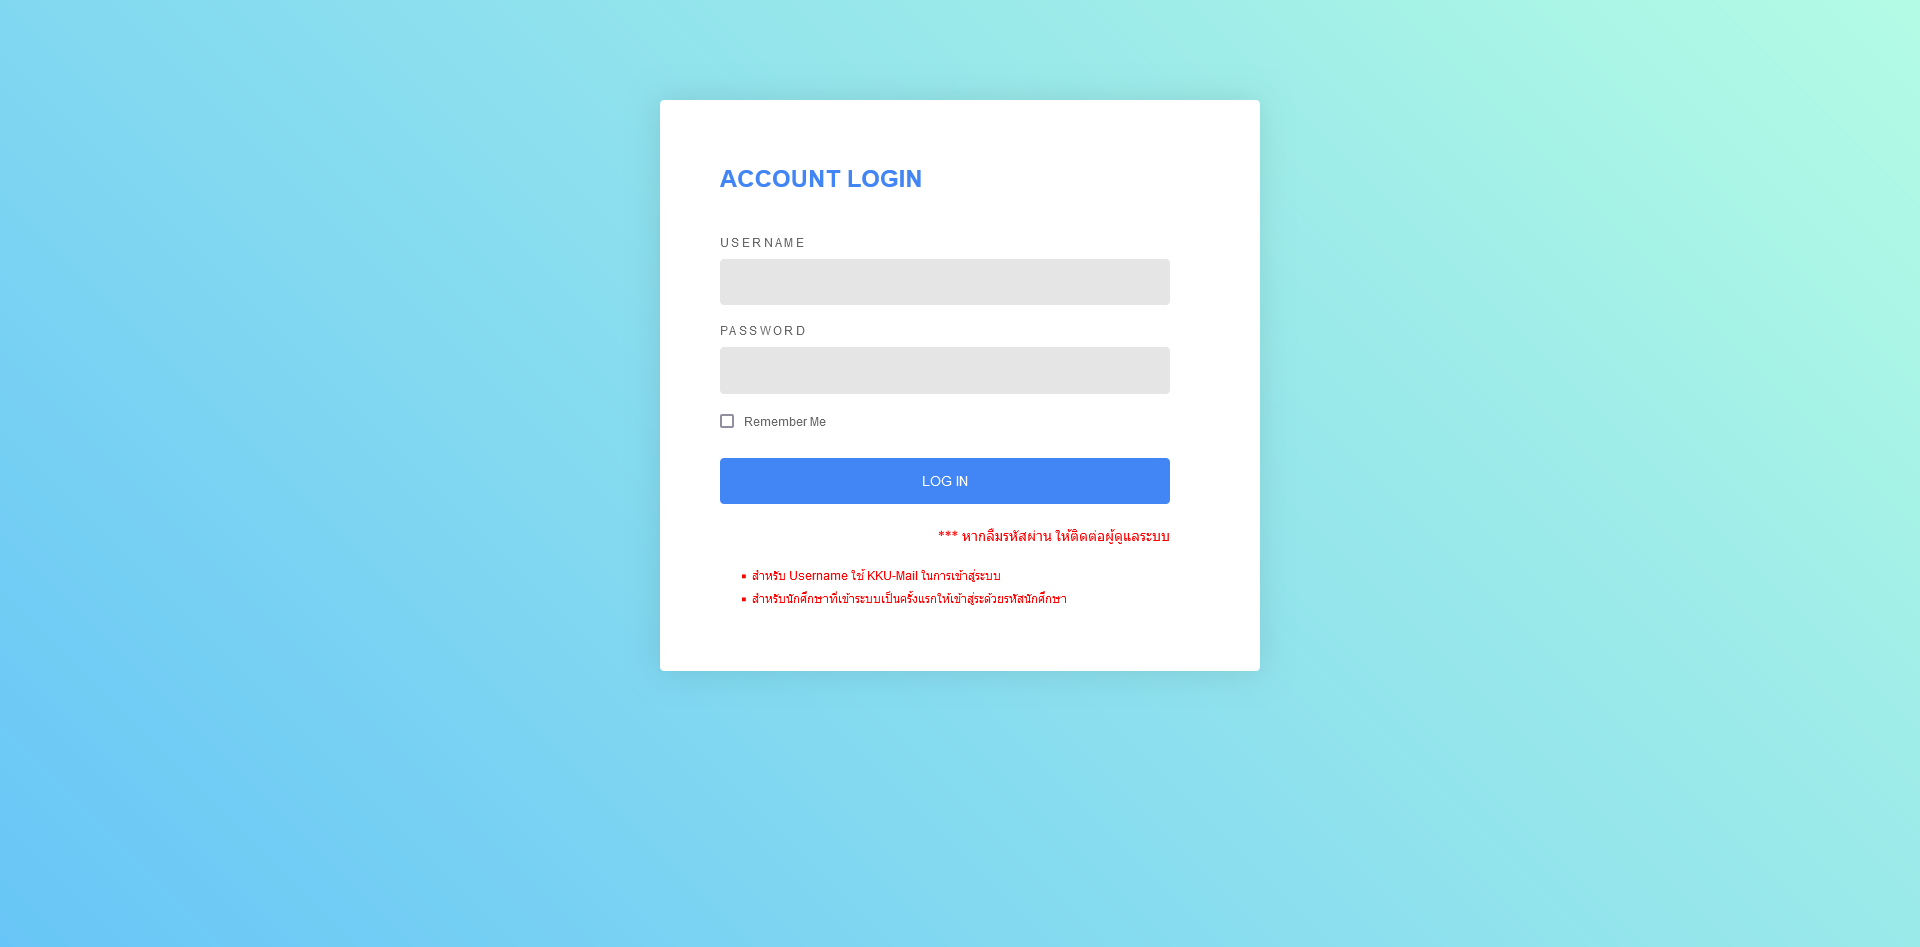 ACCOUNT LOGIN
USERNAME
PASSWORD
Remember Me
LOG IN
*** หากลืมรหัสผ่าน ให้ติดต่อผู้ดูแลระบบ
สำหรับ Username ใช้ KKU-Mail ในการเข้าสู่ระบบ
สำหรับนักศึกษาที่เข้าระบบเป็นครั้งแรกให้เข้าสู่ระด้วยรหัสนักศึกษา